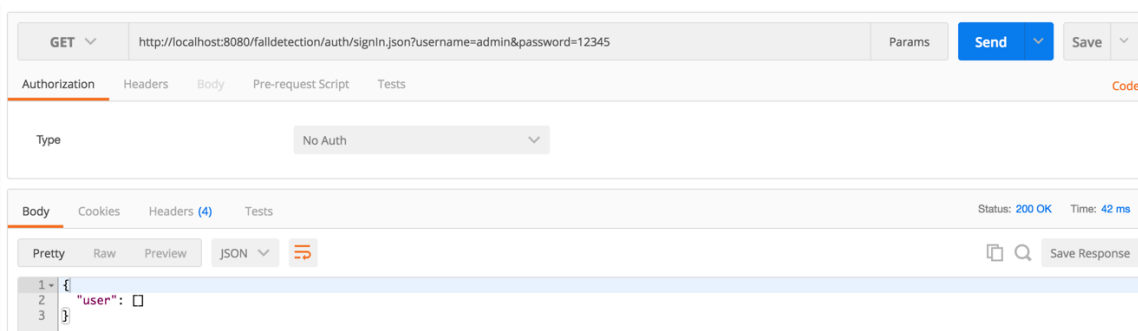 GET http://localhost:8080/falldetection/auth/signIn.json?username=admin&password=12345 Params Send Save
Authorization Headers Body Pre-request Script Tests Code
Type No Auth
Body Cookies Headers (4) Tests Status: 200 OK Time: 42 ms
Pretty Raw Preview JSON Save Response
1 {
2 "user": []
3 }